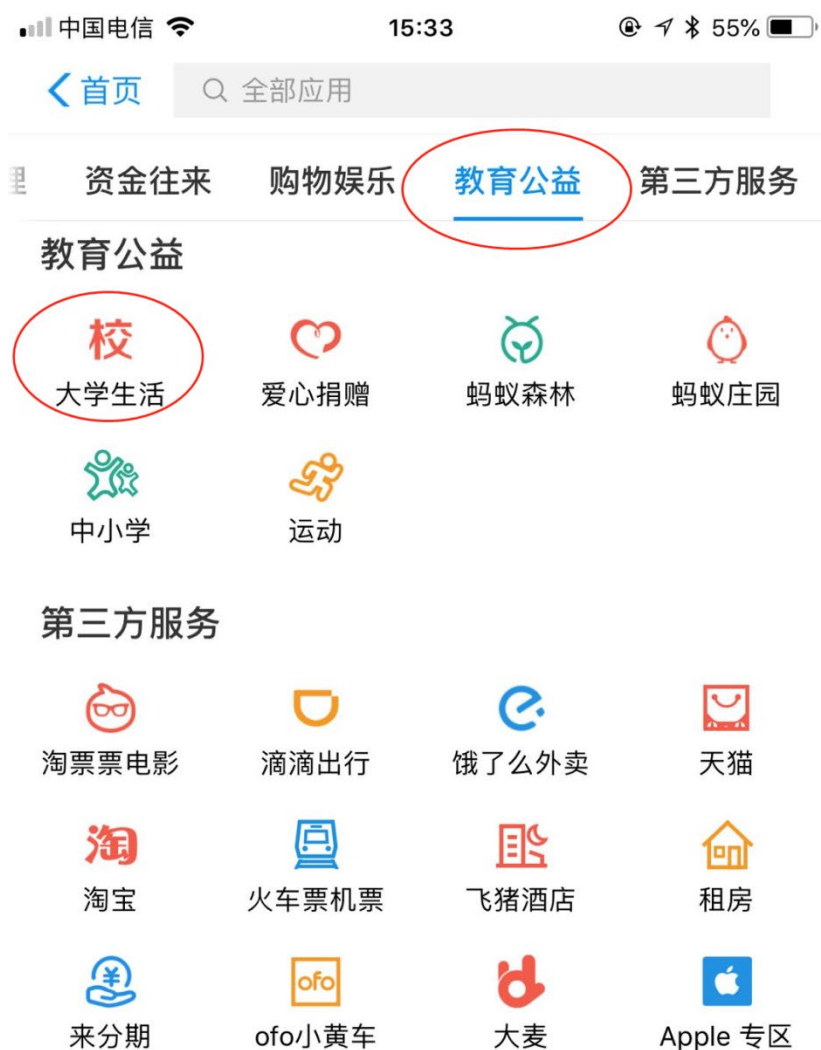 中国电信 15:33 55%
首页 全部应用
理 资金往来 购物娱乐 教育公益 第三方服务
教育公益
校
大学生活 爱心捐赠 蚂蚁森林 蚂蚁庄园
中小学 运动
第三方服务
淘票票电影 滴滴出行 饿了么外卖 天猫
淘
淘宝 火车票机票 飞猪酒店 租房
ofo
来分期 ofo小黄车 大麦 Apple 专区